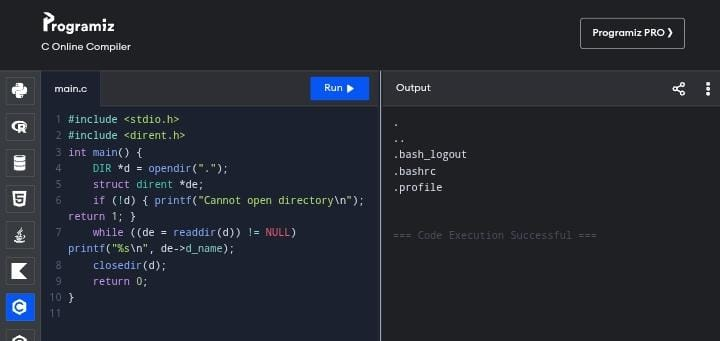 Programiz
C Online Compiler
Programiz PRO ❯
main.c
Run ▶
Output
1 #include <stdio.h>
2 #include <dirent.h>
3 int main() {
4     DIR *d = opendir(".");
5     struct dirent *de;
6     if (!d) { printf("Cannot open directory\n");
return 1; }
7     while ((de = readdir(d)) != NULL)
printf("%s\n", de->d_name);
8     closedir(d);
9     return 0;
10 }
11
.
..
.bash_logout
.bashrc
.profile
=== Code Execution Successful ===